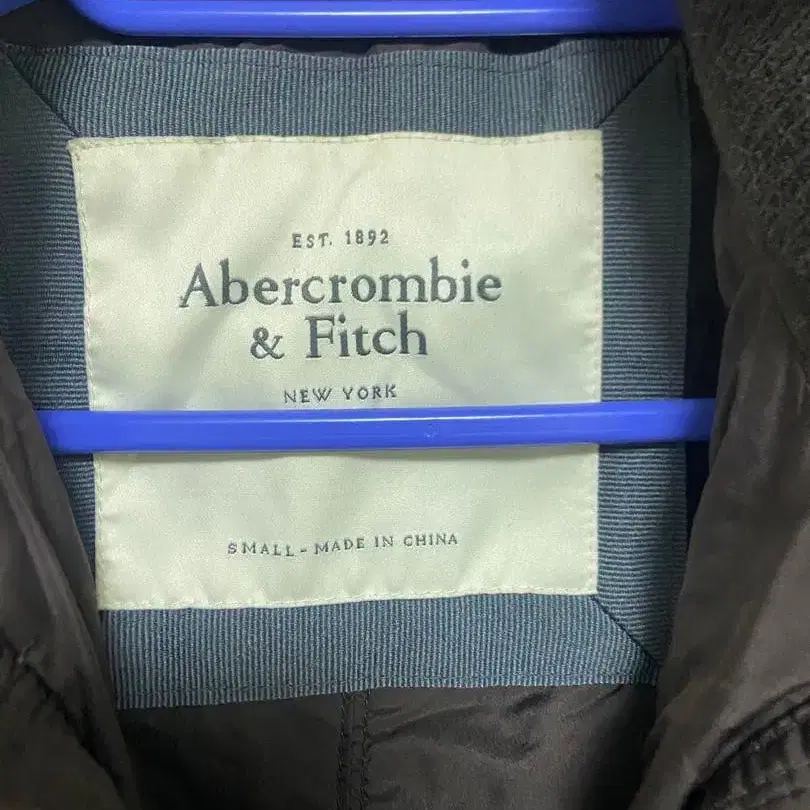 EST. 1892
Abercrombie
& Fitch
NEW YORK
SMALL - MADE IN CHINA